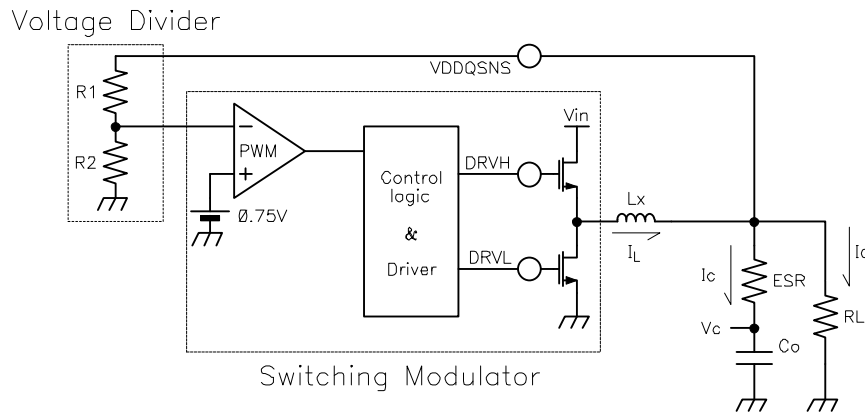 Voltage Divider
VDDQSNS
R1
R2
PWM
−
+
0.75V
Control
logic
&
Driver
DRVH
DRVL
Vin
Lx
IL
Ic
ESR
Vc
Co
RL
Switching Modulator